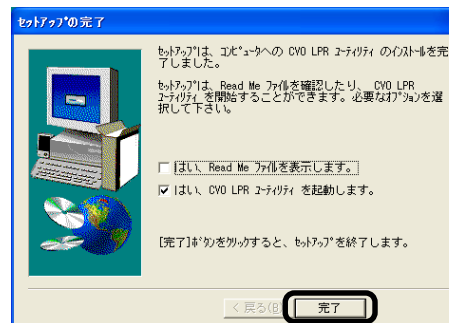 ｾｯﾄｱｯﾌﾟの完了
ｾｯﾄｱｯﾌﾟは、ｺﾝﾋﾟｭｰﾀへの CVO LPR ﾕｰﾃｨﾘﾃｨ のｲﾝｽﾄｰﾙを完
了しました。
ｾｯﾄｱｯﾌﾟは、Read Me ﾌｧｲﾙを確認したり、 CVO LPR
ﾕｰﾃｨﾘﾃｨ を開始することができます。必要なｵﾌﾟｼｮﾝを選
択して下さい。
はい、Read Me ﾌｧｲﾙを表示します。
はい、CVO LPR ﾕｰﾃｨﾘﾃｨ を起動します。
[完了]ﾎﾞﾀﾝをｸﾘｯｸすると、ｾｯﾄｱｯﾌﾟを終了します。
< 戻る(B)
完了